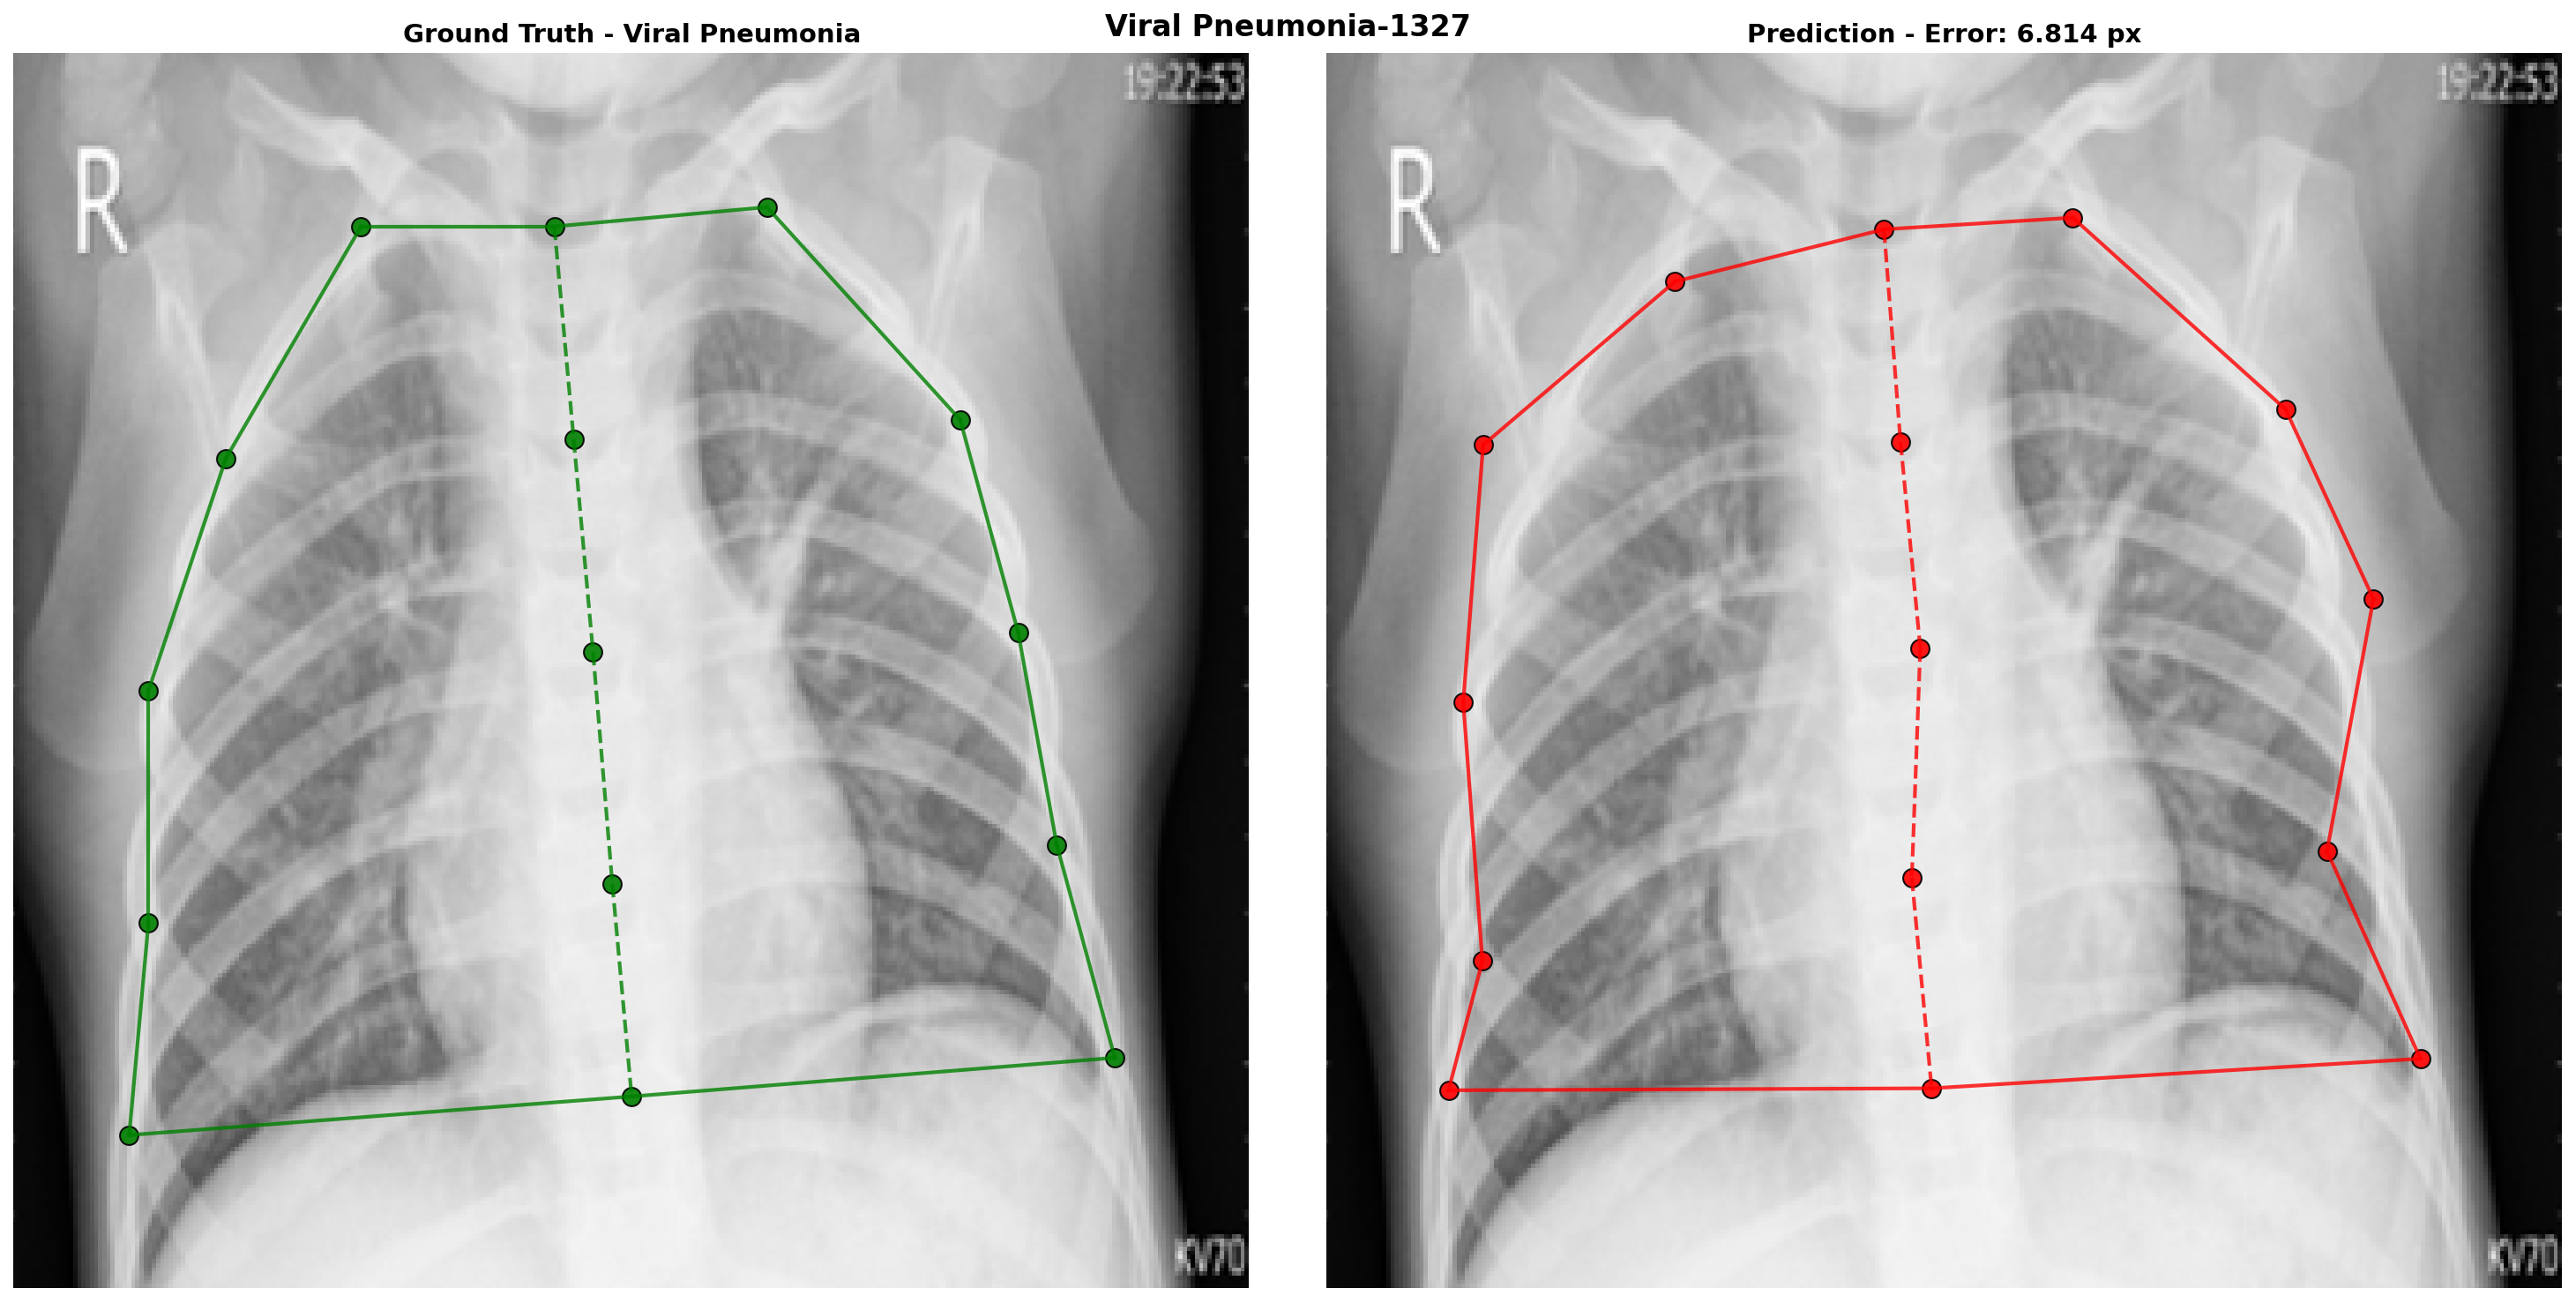 Viral Pneumonia-1327
Ground Truth - Viral Pneumonia
Prediction - Error: 6.814 px
19:22:53
R
KV70
19:22:53
R
KV70